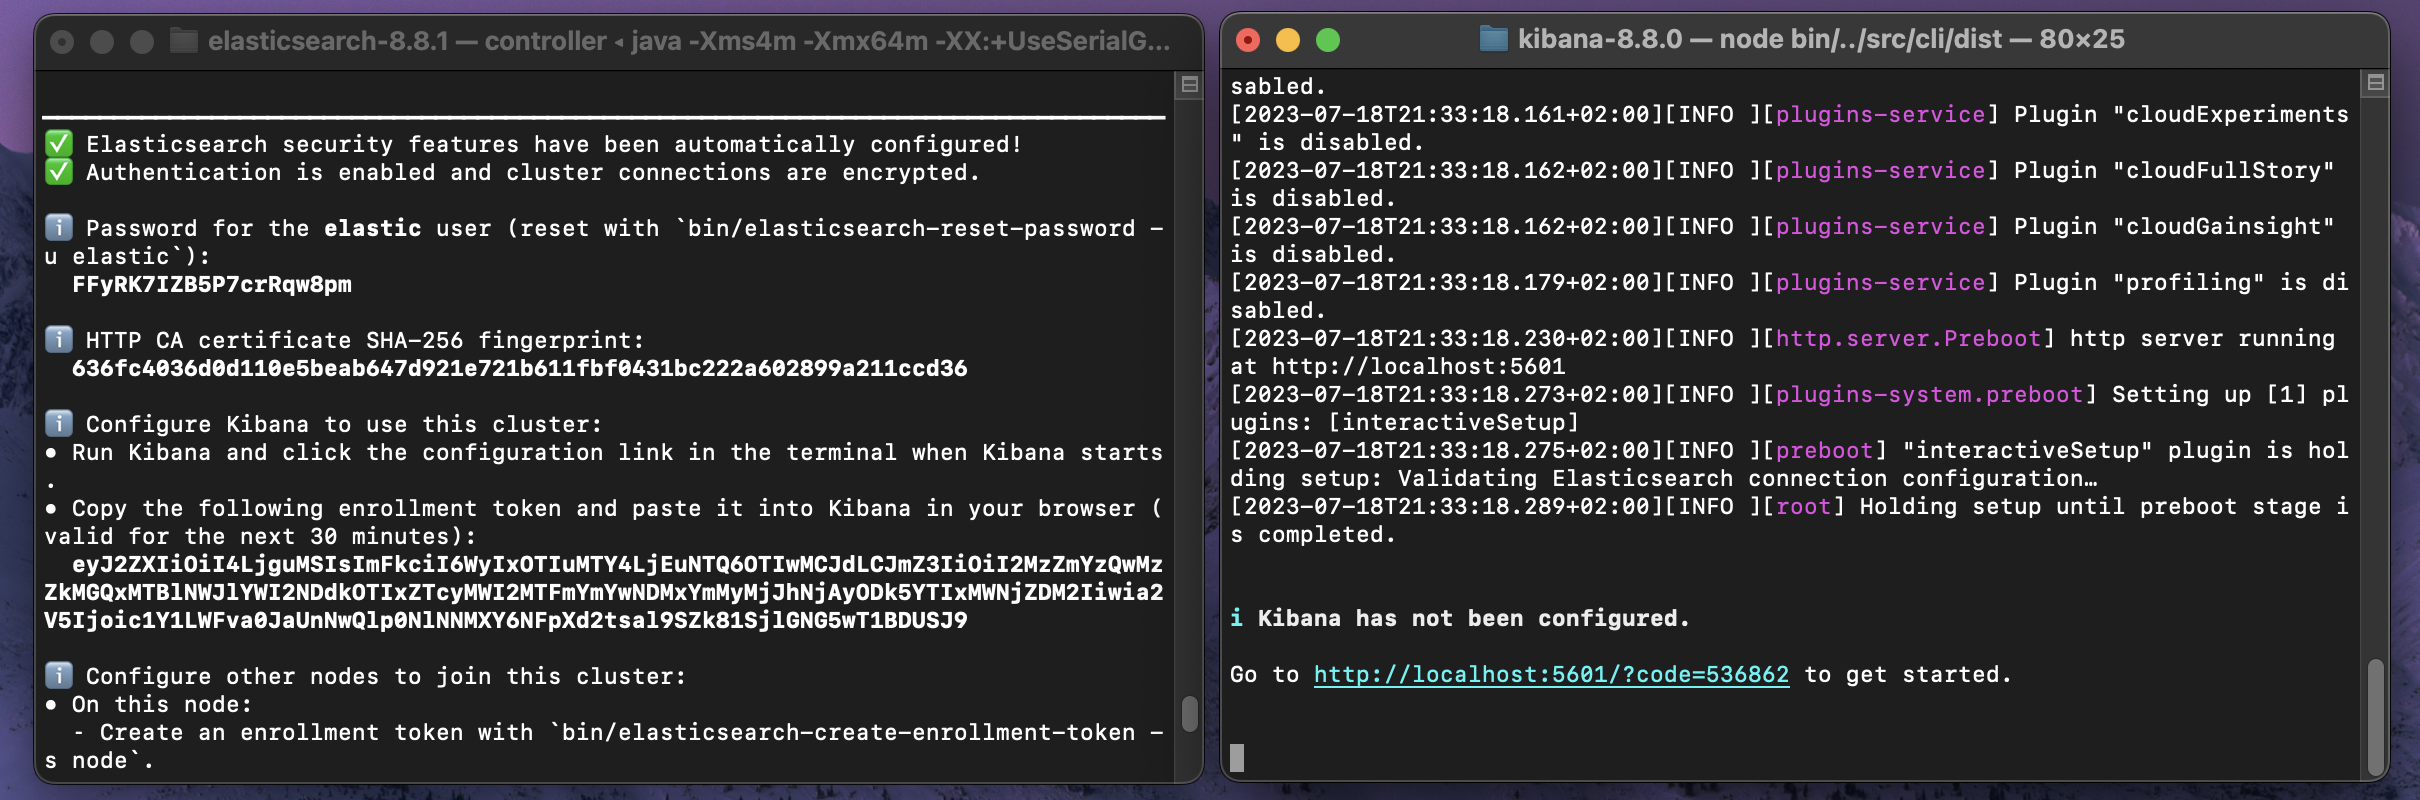 elasticsearch-8.8.1 — controller ◂ java -Xms4m -Xmx64m -XX:+UseSerialG...
✅ Elasticsearch security features have been automatically configured!
✅ Authentication is enabled and cluster connections are encrypted.
ℹ️ Password for the elastic user (reset with `bin/elasticsearch-reset-password -
u elastic`):
FFyRK7IZB5P7crRqw8pm
ℹ️ HTTP CA certificate SHA-256 fingerprint:
636fc4036d0d110e5beab647d921e721b611fbf0431bc222a602899a211ccd36
ℹ️ Configure Kibana to use this cluster:
• Run Kibana and click the configuration link in the terminal when Kibana starts
.
• Copy the following enrollment token and paste it into Kibana in your browser (
valid for the next 30 minutes):
eyJ2ZXIiOiI4LjguMSIsImFkciI6WyIxOTIuMTY4LjEuNTQ6OTIwMCJdLCJmZ3IiOiI2MzZmYzQwMz
ZkMGQxMTBlNWJlYWI2NDdkOTIxZTcyMWI2MTFmYmYwNDMxYmMyMjJhNjAyODk5YTIxMWNjZDM2Iiwia2
V5Ijoic1Y1LWFva0JaUnNwQlp0NlNNMXY6NFpXd2tsal9SZk81SjlGNG5wT1BDUSJ9
ℹ️ Configure other nodes to join this cluster:
• On this node:
- Create an enrollment token with `bin/elasticsearch-create-enrollment-token -
s node`.
kibana-8.8.0 — node bin/../src/cli/dist — 80×25
sabled.
[2023-07-18T21:33:18.161+02:00][INFO ][plugins-service] Plugin "cloudExperiments
" is disabled.
[2023-07-18T21:33:18.162+02:00][INFO ][plugins-service] Plugin "cloudFullStory"
is disabled.
[2023-07-18T21:33:18.162+02:00][INFO ][plugins-service] Plugin "cloudGainsight"
is disabled.
[2023-07-18T21:33:18.179+02:00][INFO ][plugins-service] Plugin "profiling" is di
sabled.
[2023-07-18T21:33:18.230+02:00][INFO ][http.server.Preboot] http server running
at http://localhost:5601
[2023-07-18T21:33:18.273+02:00][INFO ][plugins-system.preboot] Setting up [1] pl
ugins: [interactiveSetup]
[2023-07-18T21:33:18.275+02:00][INFO ][preboot] "interactiveSetup" plugin is hol
ding setup: Validating Elasticsearch connection configuration…
[2023-07-18T21:33:18.289+02:00][INFO ][root] Holding setup until preboot stage i
s completed.
i Kibana has not been configured.
Go to http://localhost:5601/?code=536862 to get started.